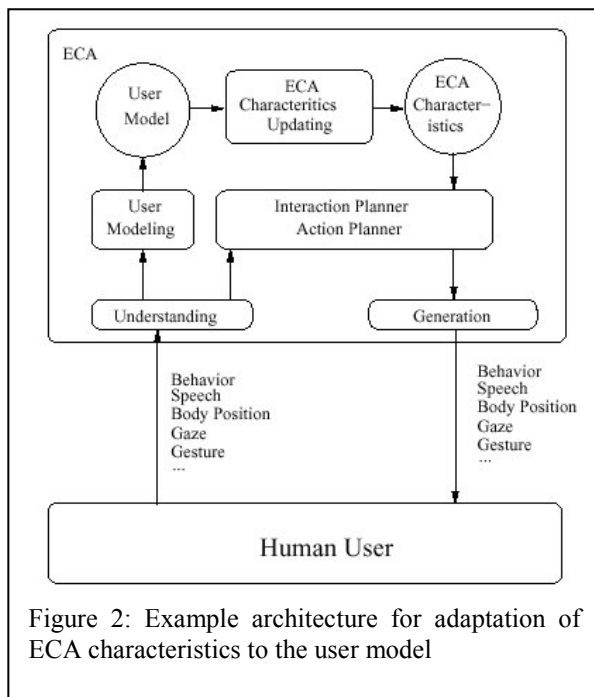 ECA
User
Model
ECA
Characteritics
Updating
ECA
Character-
istics
User
Modeling
Interaction Planner
Action Planner
Understanding
Generation
Behavior
Speech
Body Position
Gaze
Gesture
...
Behavior
Speech
Body Position
Gaze
Gesture
...
Human User
Figure 2: Example architecture for adaptation of
ECA characteristics to the user model